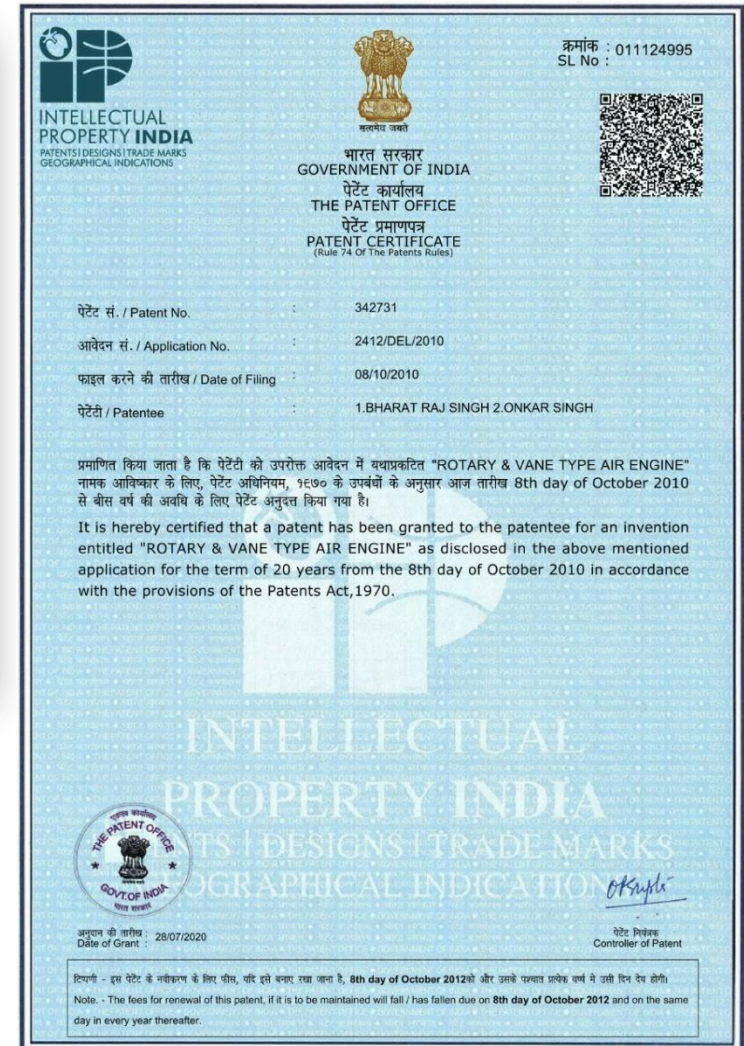 INTELLECTUAL
PROPERTY INDIA
PATENTS | DESIGNS | TRADE MARKS
GEOGRAPHICAL INDICATIONS
सत्यमेव जयते
क्रमांक : 011124995
SL No :
भारत सरकार
GOVERNMENT OF INDIA
पेटेंट कार्यालय
THE PATENT OFFICE
पेटेंट प्रमाणपत्र
PATENT CERTIFICATE
(Rule 74 Of The Patents Rules)
पेटेंट सं. / Patent No. : 342731
आवेदन सं. / Application No. : 2412/DEL/2010
फाइल करने की तारीख / Date of Filing : 08/10/2010
पेटेंटी / Patentee : 1.BHARAT RAJ SINGH 2.ONKAR SINGH
प्रमाणित किया जाता है कि पेटेंटी को उपरोक्त आवेदन में यथाप्रकटित "ROTARY & VANE TYPE AIR ENGINE"
नामक आविष्कार के लिए, पेटेंट अधिनियम, १९७० के उपबंधों के अनुसार आज तारीख 8th day of October 2010
से बीस वर्ष की अवधि के लिए पेटेंट अनुदत्त किया गया है।
It is hereby certified that a patent has been granted to the patentee for an invention
entitled "ROTARY & VANE TYPE AIR ENGINE" as disclosed in the above mentioned
application for the term of 20 years from the 8th day of October 2010 in accordance
with the provisions of the Patents Act,1970.
INTELLECTUAL
PROPERTY INDIA
DESIGNS | TRADE MARKS
THE PATENT OFFICE
GOVT.OF INDIA
भारत सरकार
अनुदान की तारीख : 28/07/2020
Date of Grant :
पेटेंट नियंत्रक
Controller of Patent
टिप्पणी - इस पेटेंट के नवीकरण के लिए फीस, यदि इसे बनाए रखा जाना है, 8th day of October 2012को और उसके पश्चात प्रत्येक वर्ष मे उसी दिन देय होगी।
Note. - The fees for renewal of this patent, if it is to be maintained will fall / has fallen due on 8th day of October 2012 and on the same
day in every year thereafter.